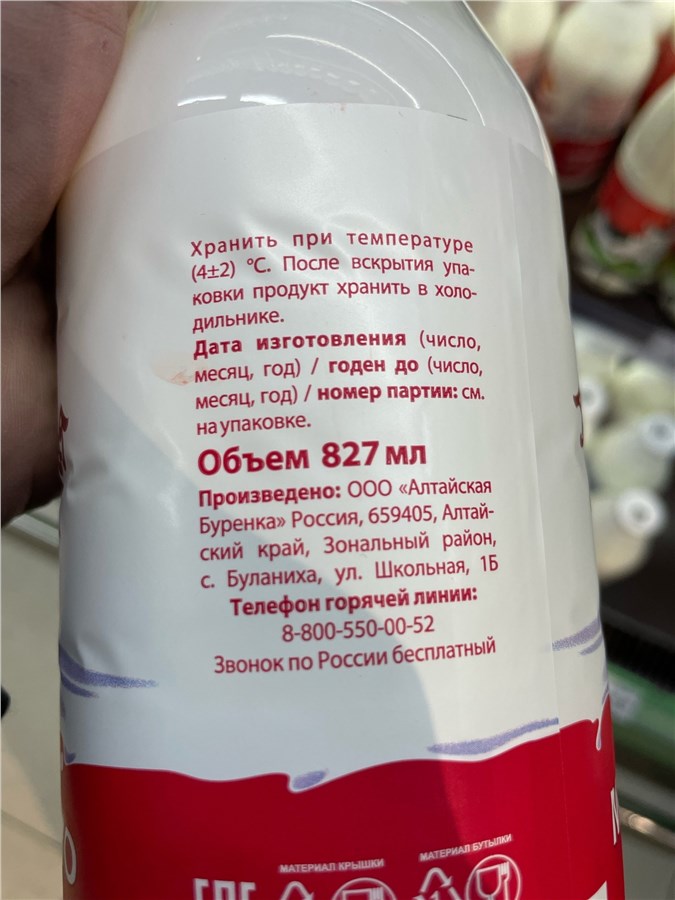 Хранить при температуре
(4±2) °С. После вскрытия упа-
ковки продукт хранить в холо-
дильнике.
Дата изготовления (число,
месяц, год) / годен до (число,
месяц, год) / номер партии: см.
на упаковке.
Объем 827 мл
Произведено: ООО «Алтайская
Буренка» Россия, 659405, Алтай-
ский край, Зональный район,
с. Буланиха, ул. Школьная, 1Б
Телефон горячей линии:
8-800-550-00-52
Звонок по России бесплатный
МАТЕРИАЛ КРЫШКИ
МАТЕРИАЛ БУТЫЛКИ